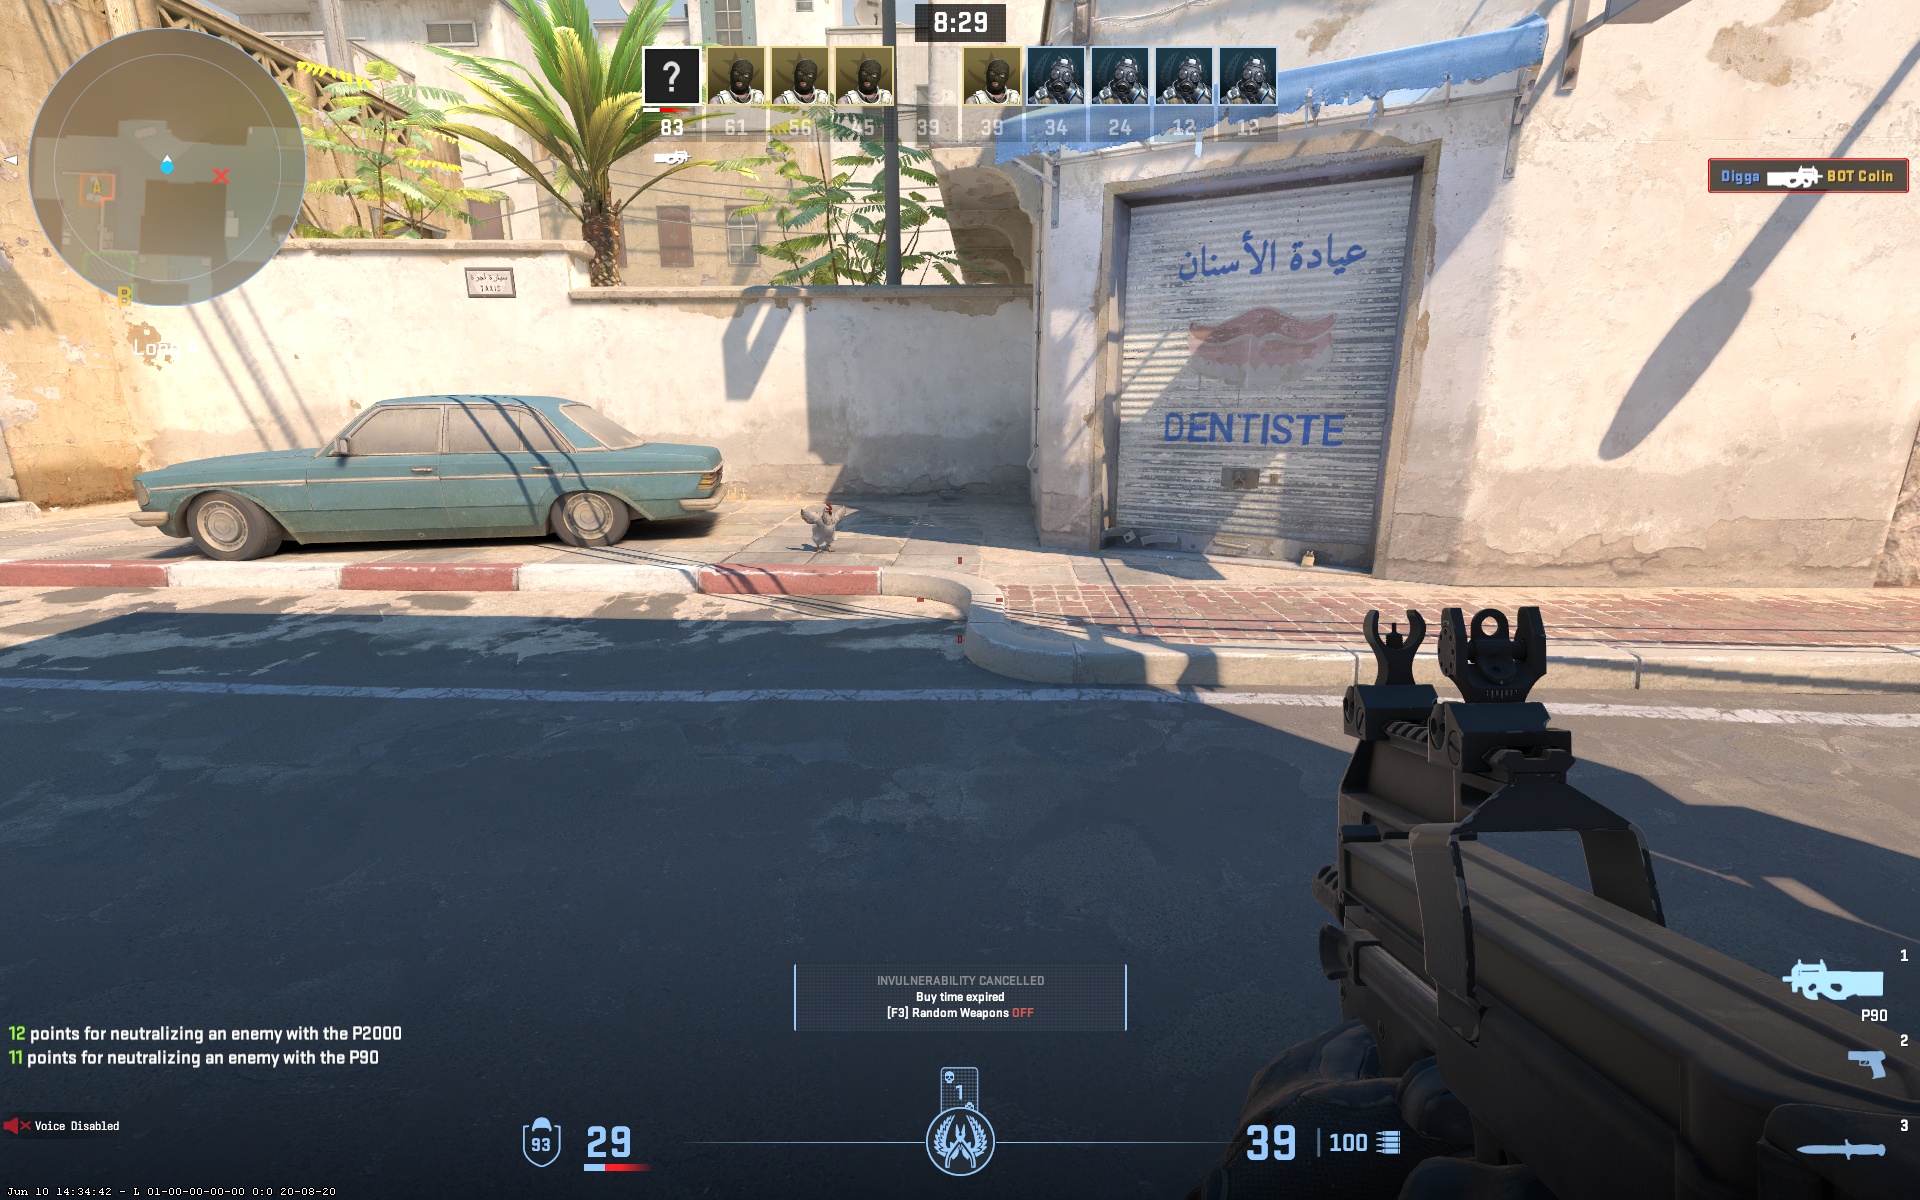 8:29
?
83 61 56 45 39 39 34 24 12 12
Digga BOT Colin
A
B
سيارة أجرة
TAXIS
عيادة الأسنان
DENTISTE
INVULNERABILITY CANCELLED
Buy time expired
[F3] Random Weapons OFF
12 points for neutralizing an enemy with the P2000
11 points for neutralizing an enemy with the P90
Voice Disabled
93 29
1
39 | 100
1
P90
2
3
Jun 10 14:34:42 - L 01-00-00-00-00 0:0 20-08-20